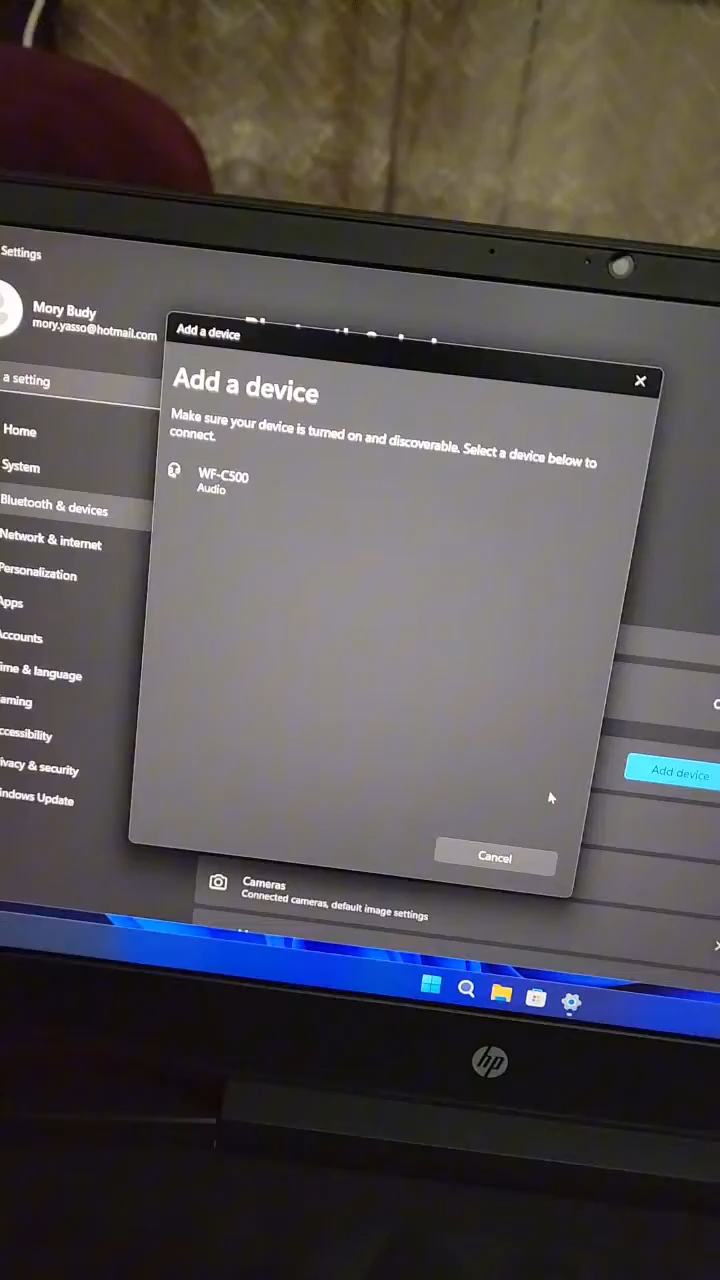 Settings
Mory Budy
mory.yasso@hotmail.com
a setting
Home
System
Bluetooth & devices
Network & internet
Personalization
Apps
Accounts
ime & language
aming
ccessibility
ivacy & security
indows Update
Add a device
Add a device
Make sure your device is turned on and discoverable. Select a device below to
connect.
WF-C500
Audio
Cancel
Add device
Cameras
Connected cameras, default image settings
hp